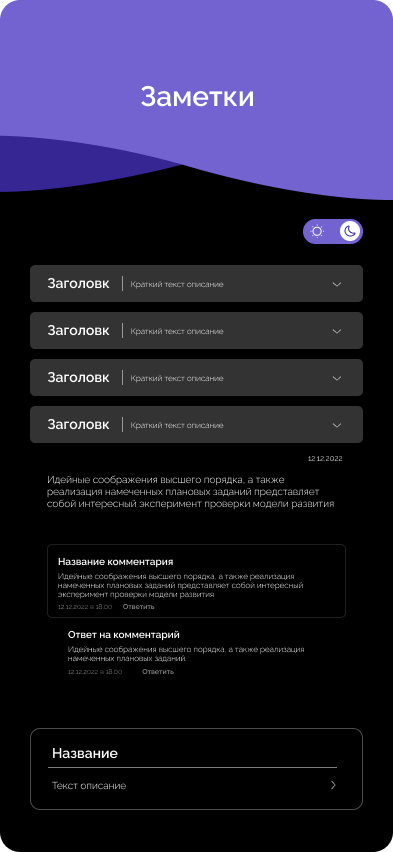 Заметки
Заголовк Краткий текст описание
Заголовк Краткий текст описание
Заголовк Краткий текст описание
Заголовк Краткий текст описание
12.12.2022
Идейные соображения высшего порядка, а также
реализация намеченных плановых заданий представляет
собой интересный эксперимент проверки модели развития
Название комментария
Идейные соображения высшего порядка, а также реализация
намеченных плановых заданий представляет собой интересный
эксперимент проверки модели развития
12.12.2022 в 18:00 Ответить
Ответ на комментарий
Идейные соображения высшего порядка, а также реализация
намеченных плановых заданий
12.12.2022 в 18:00 Ответить
Название
Текст описание